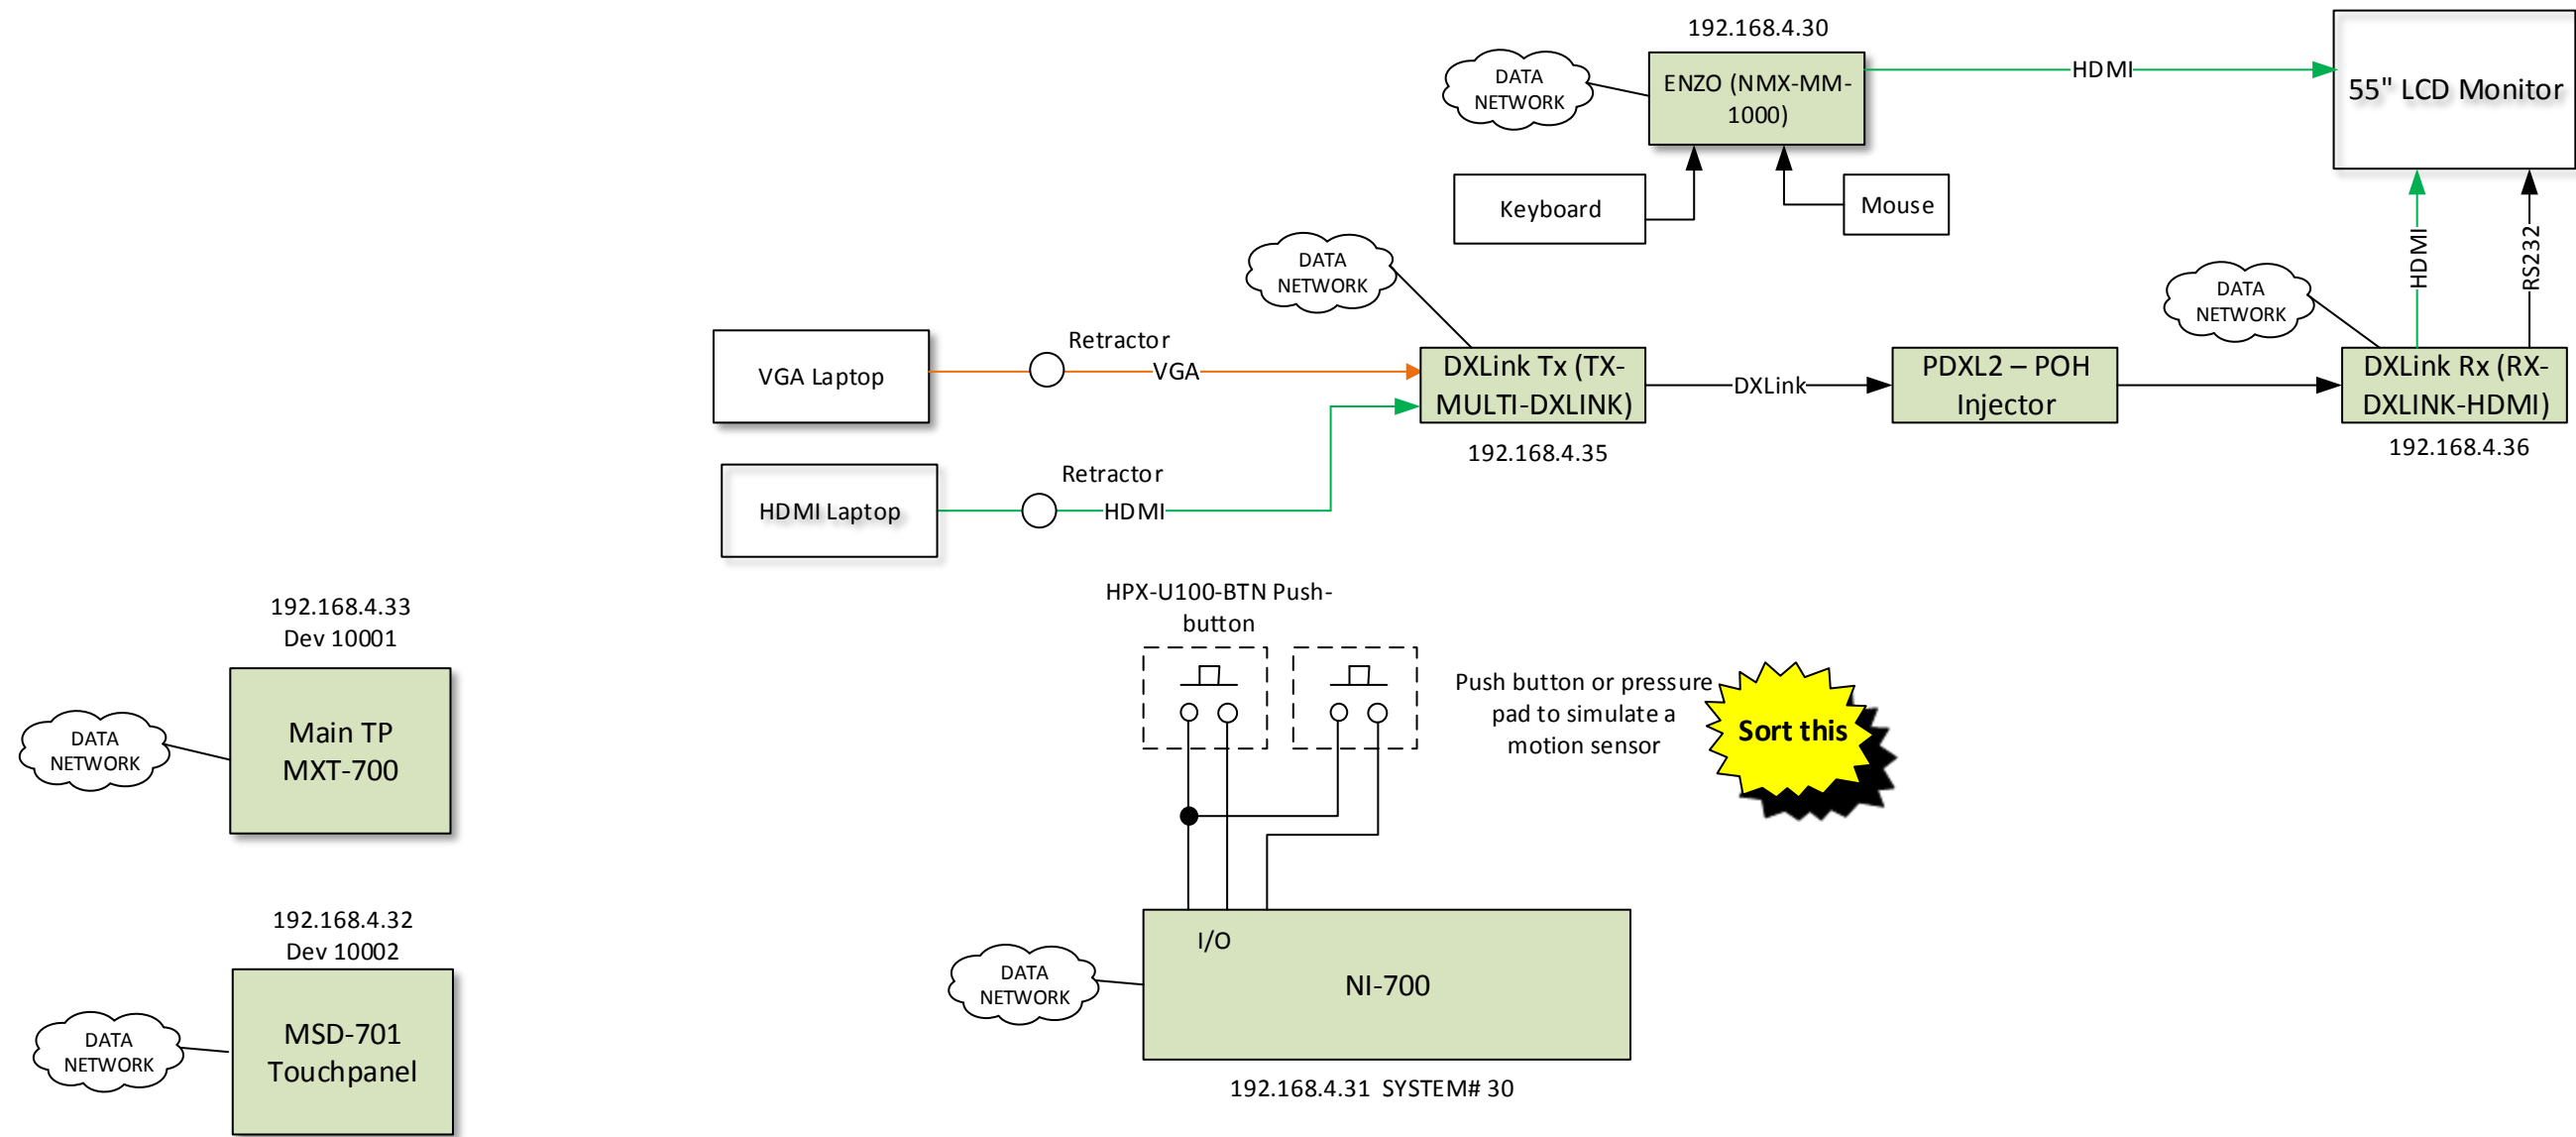 192.168.4.30
DATA
NETWORK
ENZO (NMX-MM-
1000)
HDMI
55" LCD Monitor
Keyboard
Mouse
DATA
NETWORK
HDMI
RS232
DATA
NETWORK
VGA Laptop
Retractor
VGA
DXLink Tx (TX-
MULTI-DXLINK)
192.168.4.35
DXLink
PDXL2 – POH
Injector
DXLink Rx (RX-
DXLINK-HDMI)
192.168.4.36
HDMI Laptop
Retractor
HDMI
HPX-U100-BTN Push-
button
Push button or pressure
pad to simulate a
motion sensor
Sort this
192.168.4.33
Dev 10001
DATA
NETWORK
Main TP
MXT-700
192.168.4.32
Dev 10002
DATA
NETWORK
MSD-701
Touchpanel
DATA
NETWORK
I/O
NI-700
192.168.4.31 SYSTEM# 30